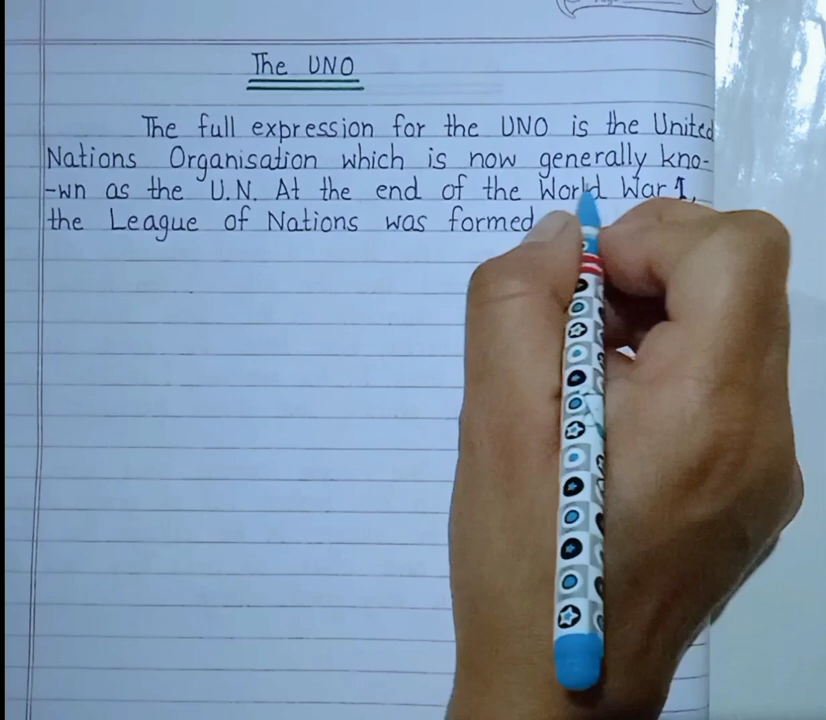 The UNO
The full expression for the UNO is the United
Nations Organisation which is now generally kno-
-wn as the U.N. At the end of the World War I,
the League of Nations was formed